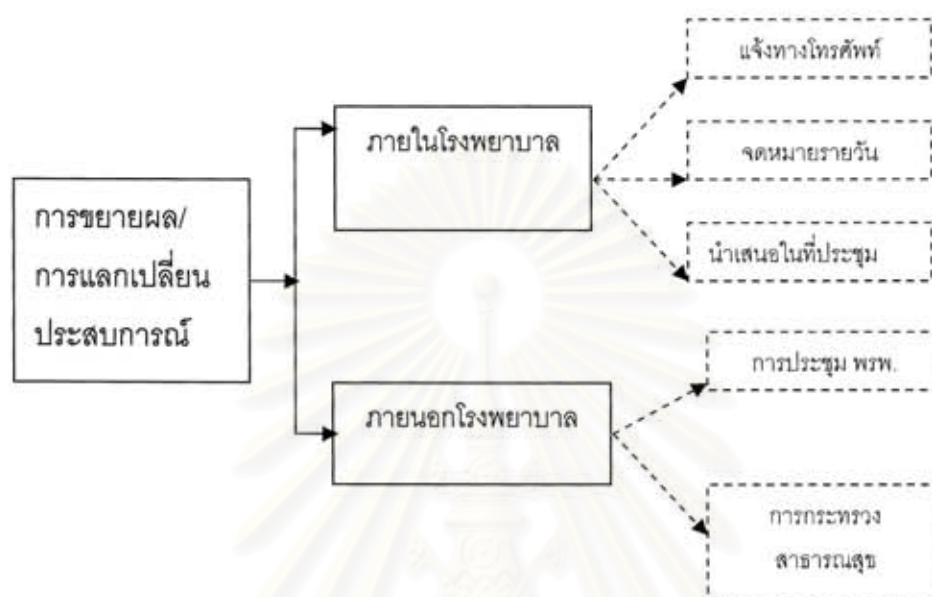 การขยายผล/
การแลกเปลี่ยน
ประสบการณ์
ภายในโรงพยาบาล
แจ้งทางโทรศัพท์
จดหมายรายวัน
นำเสนอในที่ประชุม
ภายนอกโรงพยาบาล
การประชุม พรพ.
การกระทรวง
สาธารณสุข